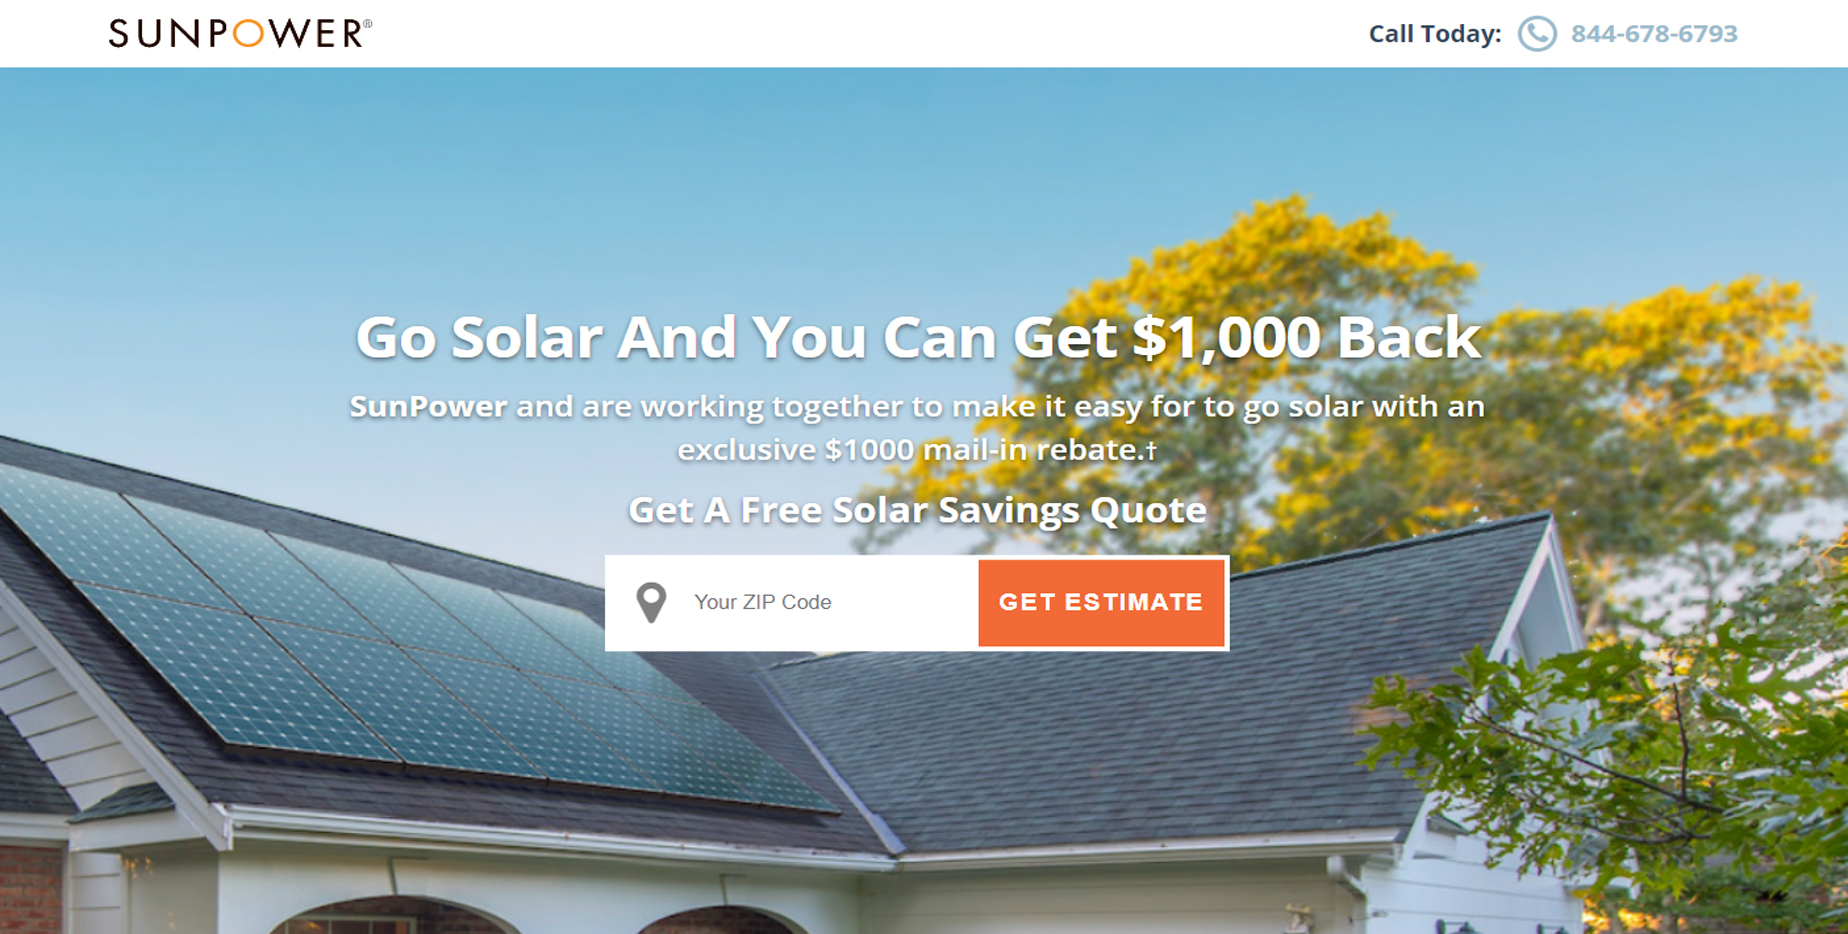 SUNPOWER®
Call Today: 844-678-6793
Go Solar And You Can Get $1,000 Back
SunPower and are working together to make it easy for to go solar with an
exclusive $1000 mail-in rebate.†
Get A Free Solar Savings Quote
Your ZIP Code
GET ESTIMATE